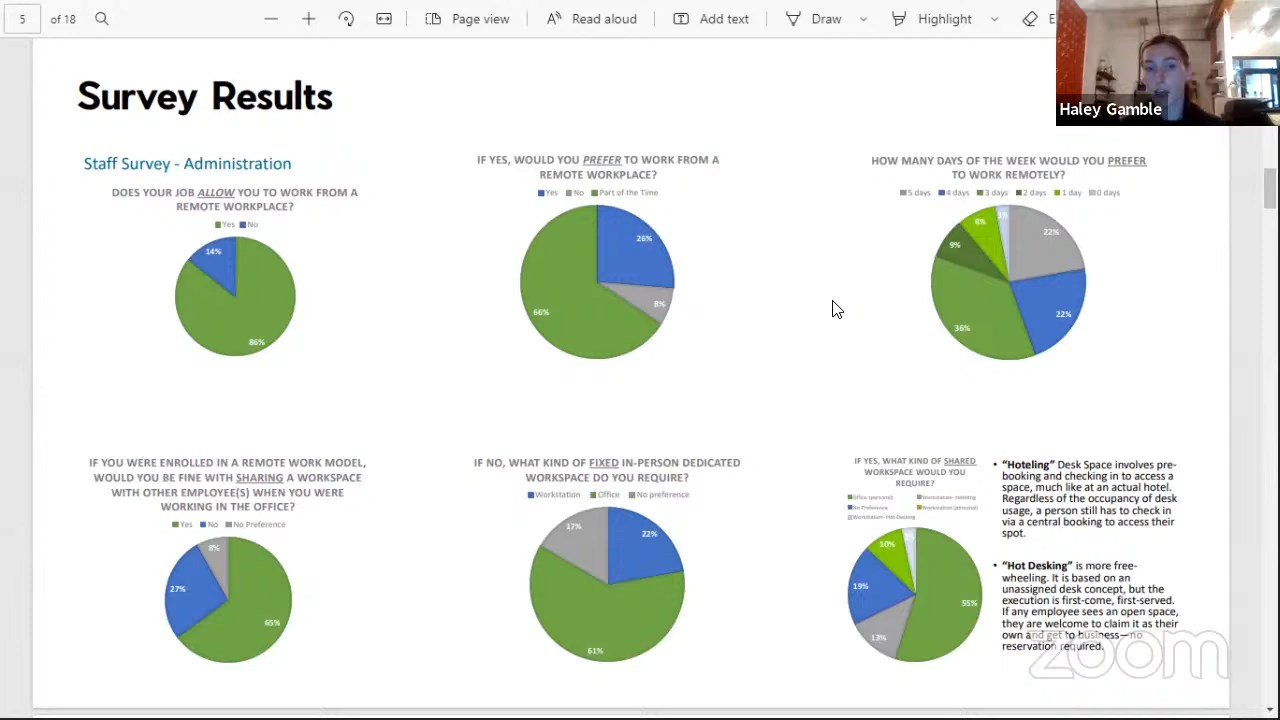 5 of 18
Page view
Read aloud
Add text
Draw
Highlight
E
Haley Gamble
Survey Results
Staff Survey - Administration
DOES YOUR JOB ALLOW YOU TO WORK FROM A
REMOTE WORKPLACE?
Yes No
14%
86%
IF YES, WOULD YOU PREFER TO WORK FROM A
REMOTE WORKPLACE?
Yes No Part of the Time
26%
8%
66%
HOW MANY DAYS OF THE WEEK WOULD YOU PREFER
TO WORK REMOTELY?
5 days 4 days 3 days 2 days 1 day 0 days
3%
8%
22%
9%
22%
36%
IF YOU WERE ENROLLED IN A REMOTE WORK MODEL,
WOULD YOU BE FINE WITH SHARING A WORKSPACE
WITH OTHER EMPLOYEE(S) WHEN YOU WERE
WORKING IN THE OFFICE?
Yes No No Preference
8%
27%
65%
IF NO, WHAT KIND OF FIXED IN-PERSON DEDICATED
WORKSPACE DO YOU REQUIRE?
Workstation Office No preference
17%
22%
61%
IF YES, WHAT KIND OF SHARED
WORKSPACE WOULD YOU
REQUIRE?
Office (personal) Workstation- Hoteling
No Preference Workstation (personal)
Workstation- Hot Desking
10%
19%
55%
13%
• "Hoteling" Desk Space involves pre-
booking and checking in to access a
space, much like at an actual hotel.
Regardless of the occupancy of desk
usage, a person still has to check in
via a central booking to access their
spot.
• "Hot Desking" is more free-
wheeling. It is based on an
unassigned desk concept, but the
execution is first-come, first-served.
If any employee sees an open space,
they are welcome to claim it as their
own and get to business—no
reservation required.
zoom